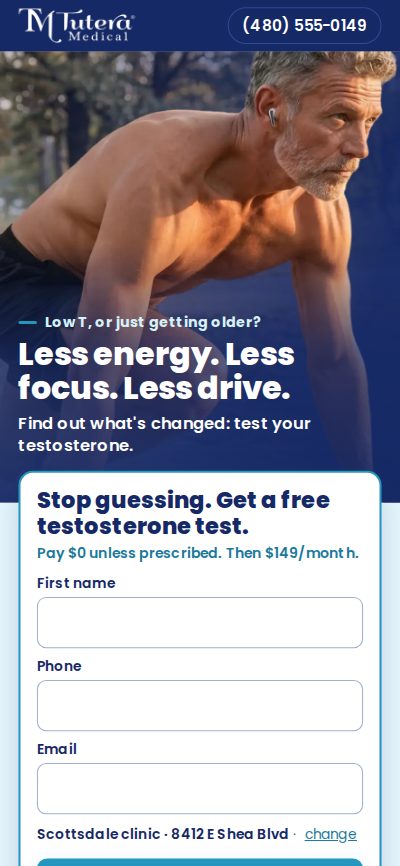 Tutera®
Medical
(480) 555-0149
Low T, or just getting older?
Less energy. Less
focus. Less drive.
Find out what's changed: test your
testosterone.
Stop guessing. Get a free
testosterone test.
Pay $0 unless prescribed. Then $149/month.
First name
Phone
Email
Scottsdale clinic · 8412 E Shea Blvd · change